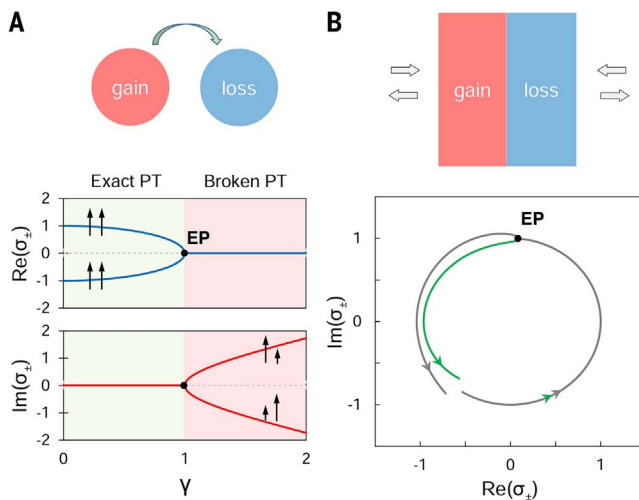 A
gain
loss
Exact PT
Broken PT
2
1
0
-1
-2
Re(σ±)
EP
2
1
0
-1
-2
Im(σ±)
0
1
2
γ
B
gain
loss
EP
1
0
-1
Im(σ±)
-1
0
1
Re(σ±)